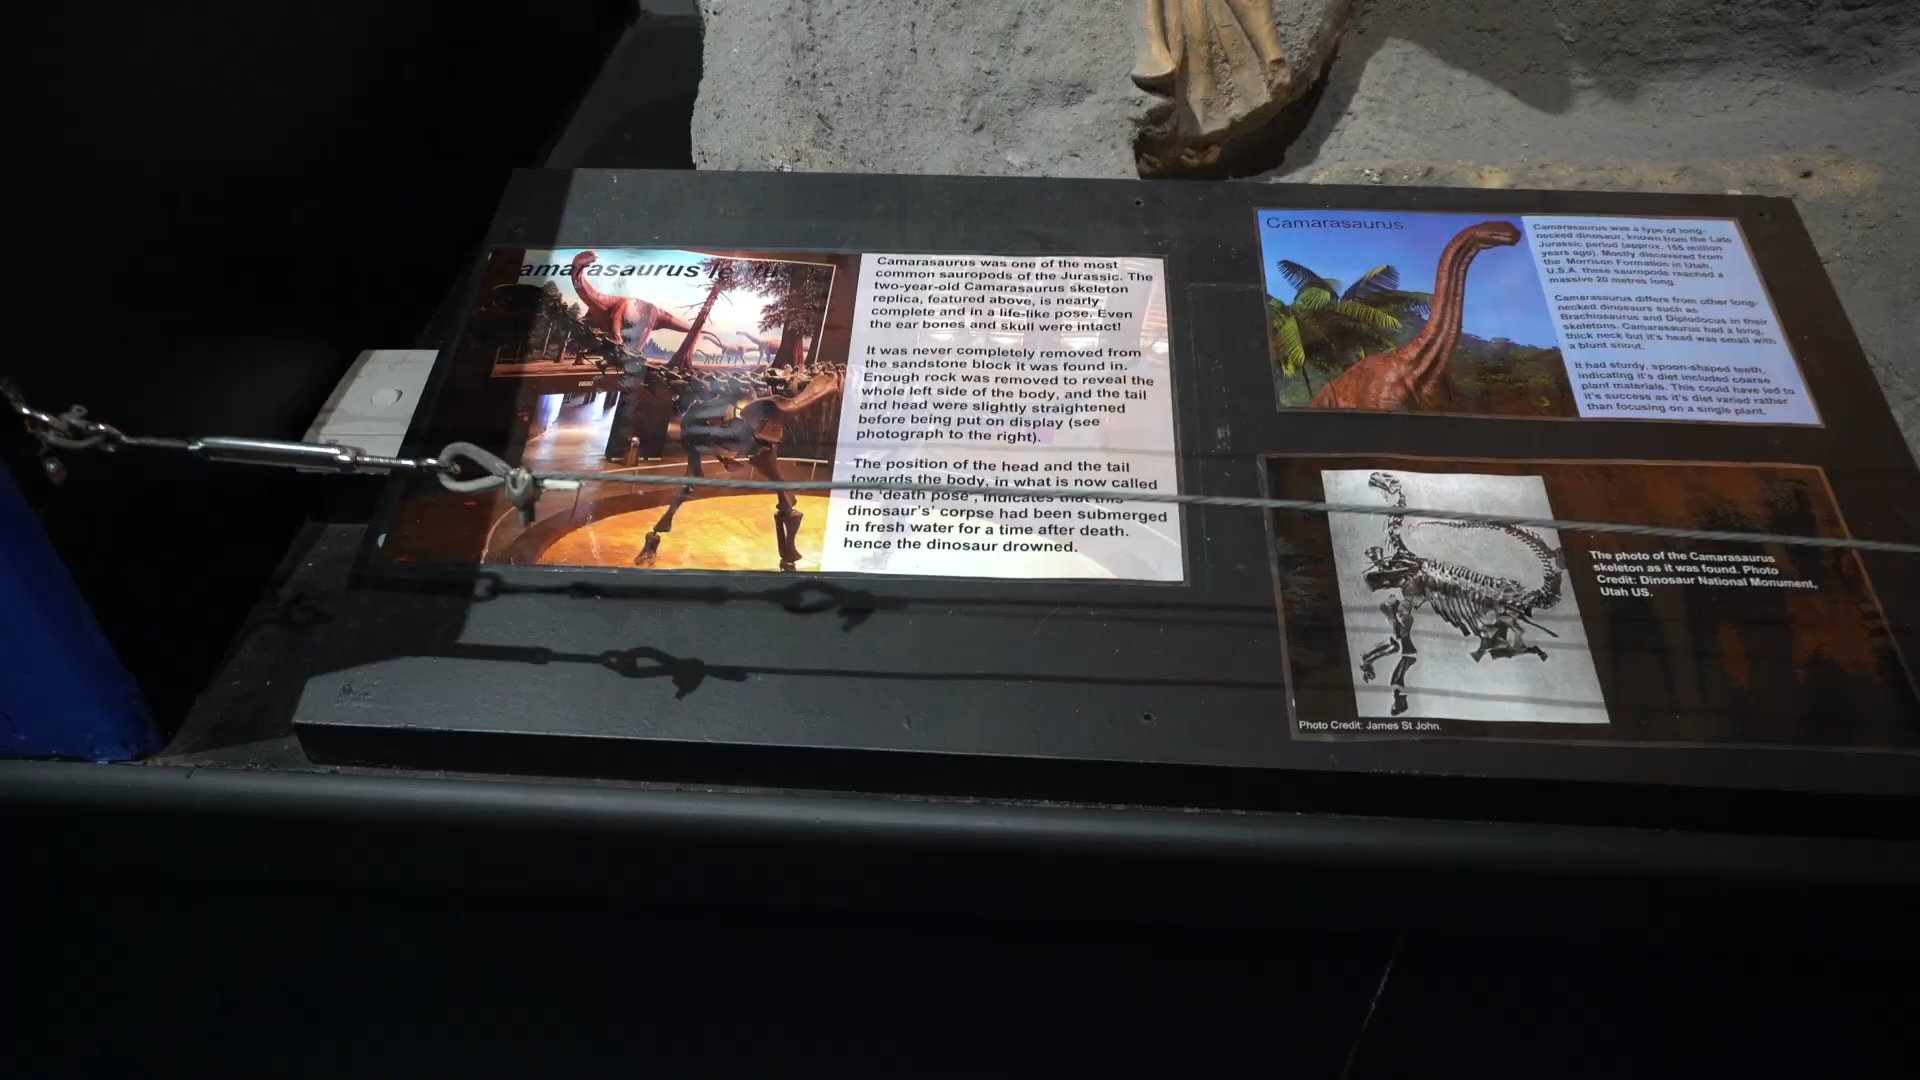 Camarasaurus was one of the most
common sauropods of the Jurassic. The
two-year-old Camarasaurus skeleton
replica, featured above, is nearly
complete and in a life-like pose. Even
the ear bones and skull were intact!
It was never completely removed from
the sandstone block it was found in.
Enough rock was removed to reveal the
whole left side of the body, and the tail
and head were slightly straightened
before being put on display (see
photograph to the right).
The position of the head and the tail
towards the body, in what is now called
the 'death pose', indicates that this
dinosaur's' corpse had been submerged
in fresh water for a time after death.
hence the dinosaur drowned.
Camarasaurus
Camarasaurus was a type of long-
necked dinosaur, known from the Late
Jurassic period (approx. 155 million
years ago). Mostly discovered from
the Morrison Formation in Utah,
U.S.A. these sauropods reached a
massive 20 metres long.
Camarasaurus differs from other long-
necked dinosaurs such as
Brachiosaurus and Diplodocus in their
skeletons. Camarasaurus had a long,
thick neck but it's head was small with
a blunt snout.
It had sturdy, spoon-shaped teeth,
indicating it's diet included coarse
plant materials. This could have led to
it's success as it's diet varied rather
than focusing on a single plant.
The photo of the Camarasaurus
skeleton as it was found. Photo
Credit: Dinosaur National Monument,
Utah US.
Photo Credit: James St John.